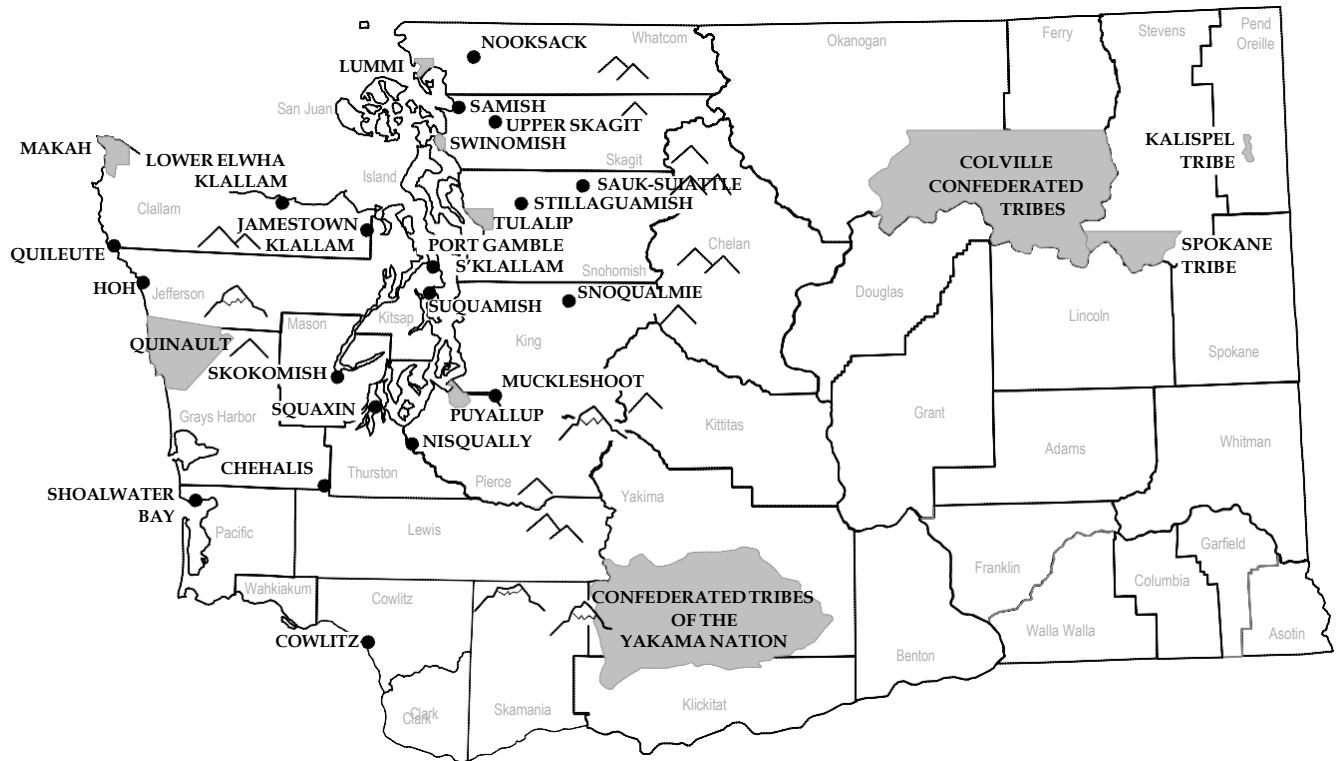 NOOKSACK
Whatcom
Okanogan
Ferry
Stevens
Pend
Oreille
LUMMI
San Juan
SAMISH
UPPER SKAGIT
SWINOMISH
Skagit
MAKAH
LOWER ELWHA
KLALLAM
Island
SAUK-SUIATTLE
STILLAGUAMISH
COLVILLE
CONFEDERATED
TRIBES
KALISPEL
TRIBE
Clallam
JAMESTOWN
KLALLAM
TULALIP
QUILEUTE
PORT GAMBLE
S'KLALLAM
Snohomish
Chelan
SPOKANE
TRIBE
HOH
Jefferson
SUQUAMISH
SNOQUALMIE
Douglas
Lincoln
Mason
Kitsap
King
Spokane
QUINAULT
SKOKOMISH
MUCKLESHOOT
SQUAXIN
PUYALLUP
Grays Harbor
Kittitas
Grant
Adams
Whitman
NISQUALLY
CHEHALIS
Thurston
Pierce
Yakima
SHOALWATER
BAY
Pacific
Lewis
Franklin
Garfield
Columbia
Wahkiakum
Cowlitz
CONFEDERATED TRIBES
OF THE
YAKAMA NATION
COWLITZ
Benton
Walla Walla
Asotin
Clark
Clark
Skamania
Klickitat